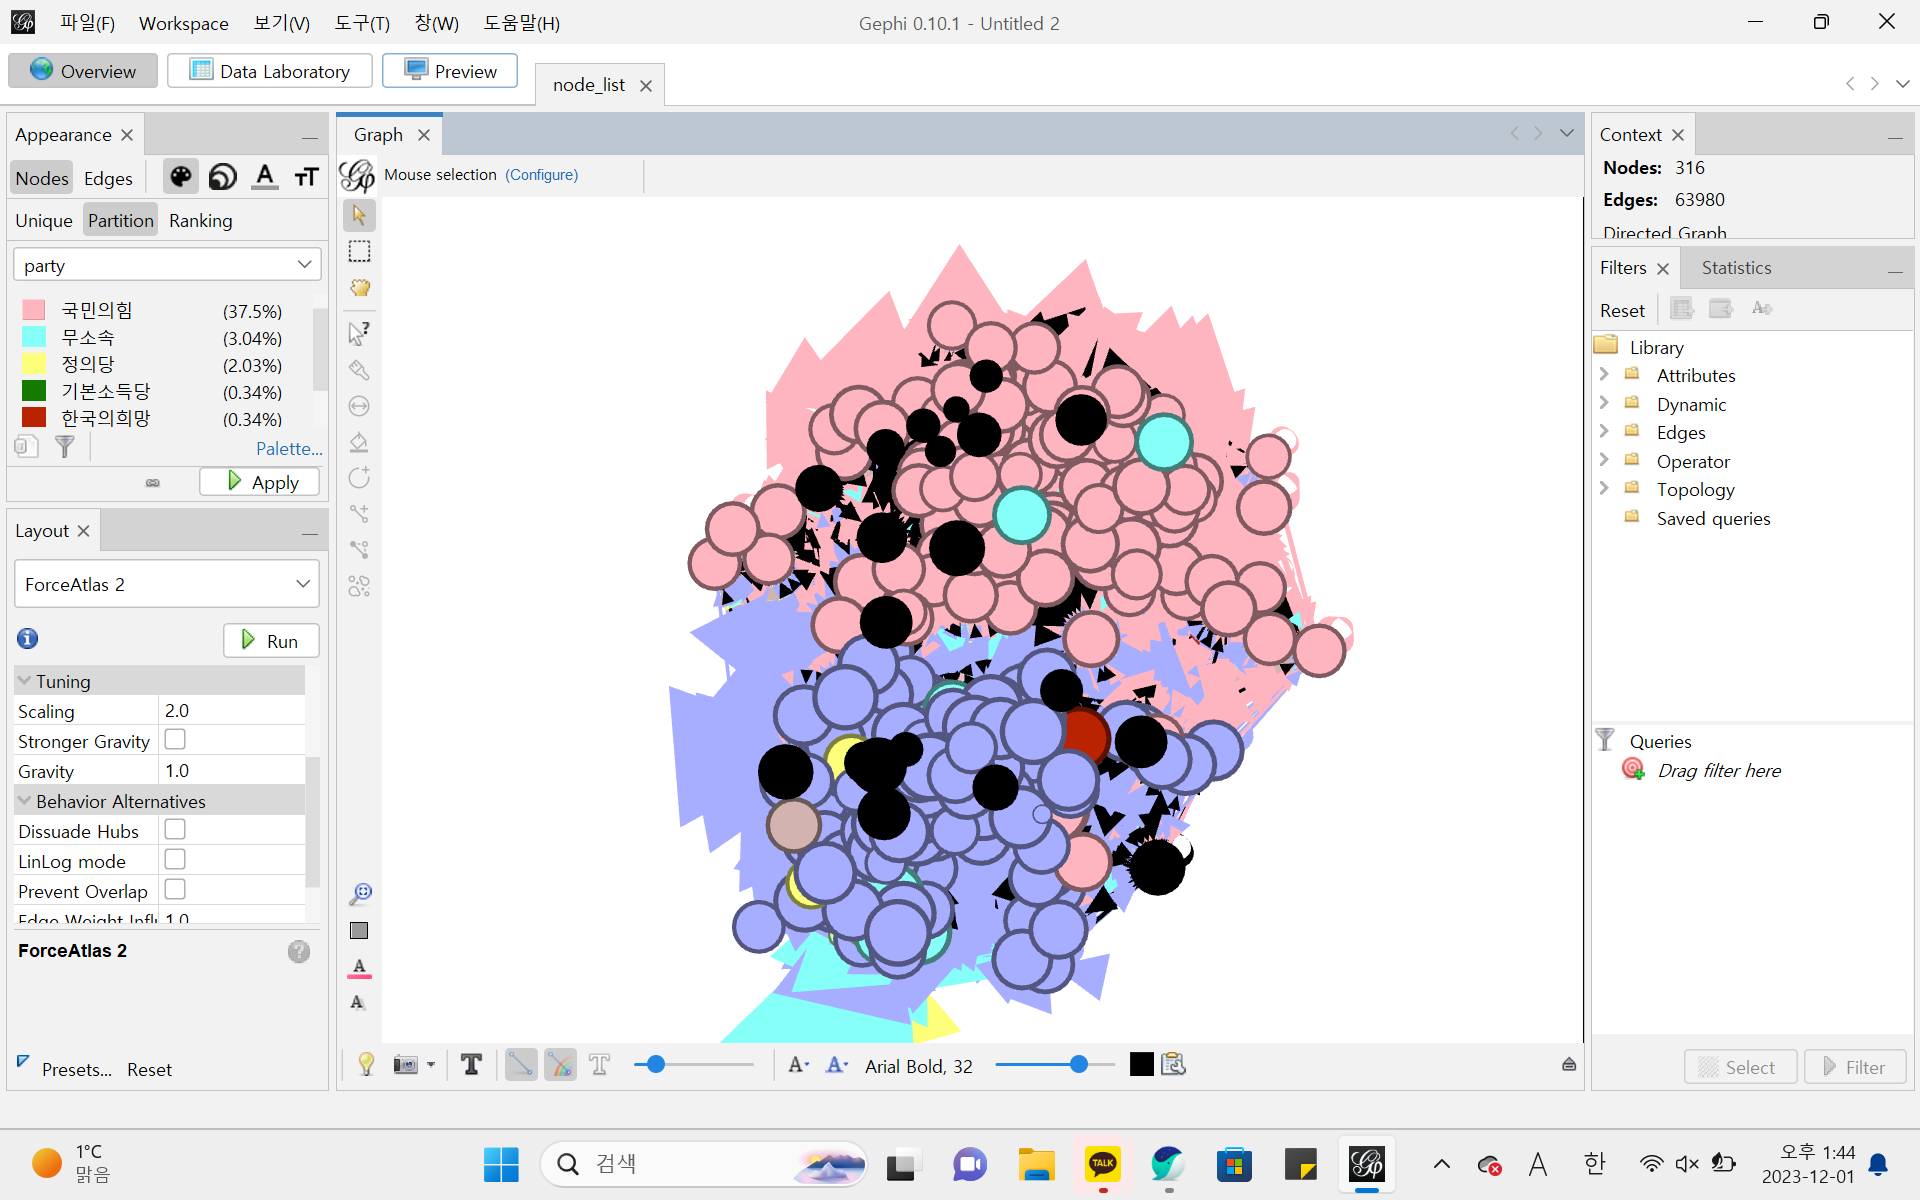 파일(F) Workspace 보기(V) 도구(T) 창(W) 도움말(H) Gephi 0.10.1 - Untitled 2
Overview Data Laboratory Preview node_list
Appearance
Nodes Edges A TT
Unique Partition Ranking
party
국민의힘 (37.5%)
무소속 (3.04%)
정의당 (2.03%)
기본소득당 (0.34%)
한국의희망 (0.34%)
Palette...
Apply
Layout
ForceAtlas 2
Run
Tuning
Scaling 2.0
Stronger Gravity
Gravity 1.0
Behavior Alternatives
Dissuade Hubs
LinLog mode
Prevent Overlap
Edge Weight Infl 1.0
ForceAtlas 2
Presets... Reset
Graph
Mouse selection (Configure)
T T A A Arial Bold, 32
Context
Nodes: 316
Edges: 63980
Directed Graph
Filters Statistics
Reset
Library
Attributes
Dynamic
Edges
Operator
Topology
Saved queries
Queries
Drag filter here
Select Filter
1°C
맑음
검색
TALK
A 한
오후 1:44
2023-12-01